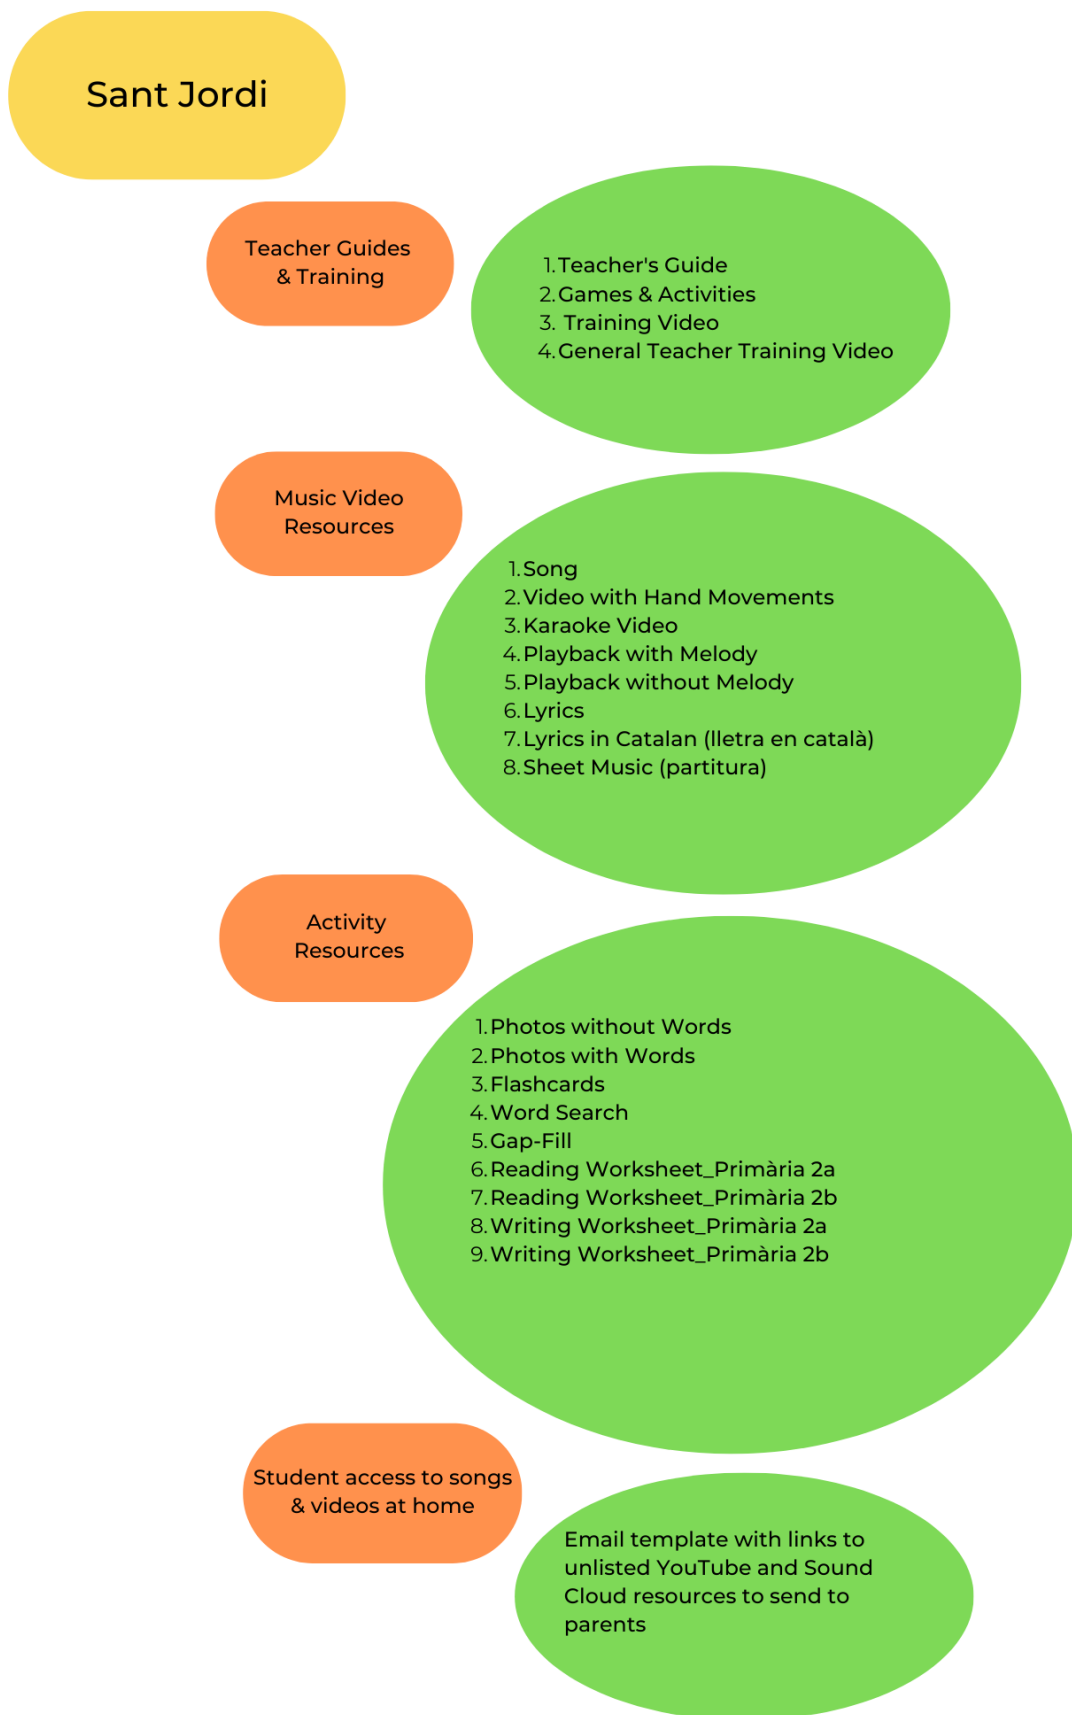 Sant Jordi
Teacher Guides
& Training
1. Teacher's Guide
2. Games & Activities
3. Training Video
4. General Teacher Training Video
Music Video
Resources
1. Song
2. Video with Hand Movements
3. Karaoke Video
4. Playback with Melody
5. Playback without Melody
6. Lyrics
7. Lyrics in Catalan (lletra en català)
8. Sheet Music (partitura)
Activity
Resources
1. Photos without Words
2. Photos with Words
3. Flashcards
4. Word Search
5. Gap-Fill
6. Reading Worksheet_Primària 2a
7. Reading Worksheet_Primària 2b
8. Writing Worksheet_Primària 2a
9. Writing Worksheet_Primària 2b
Student access to songs
& videos at home
Email template with links to
unlisted YouTube and Sound
Cloud resources to send to
parents